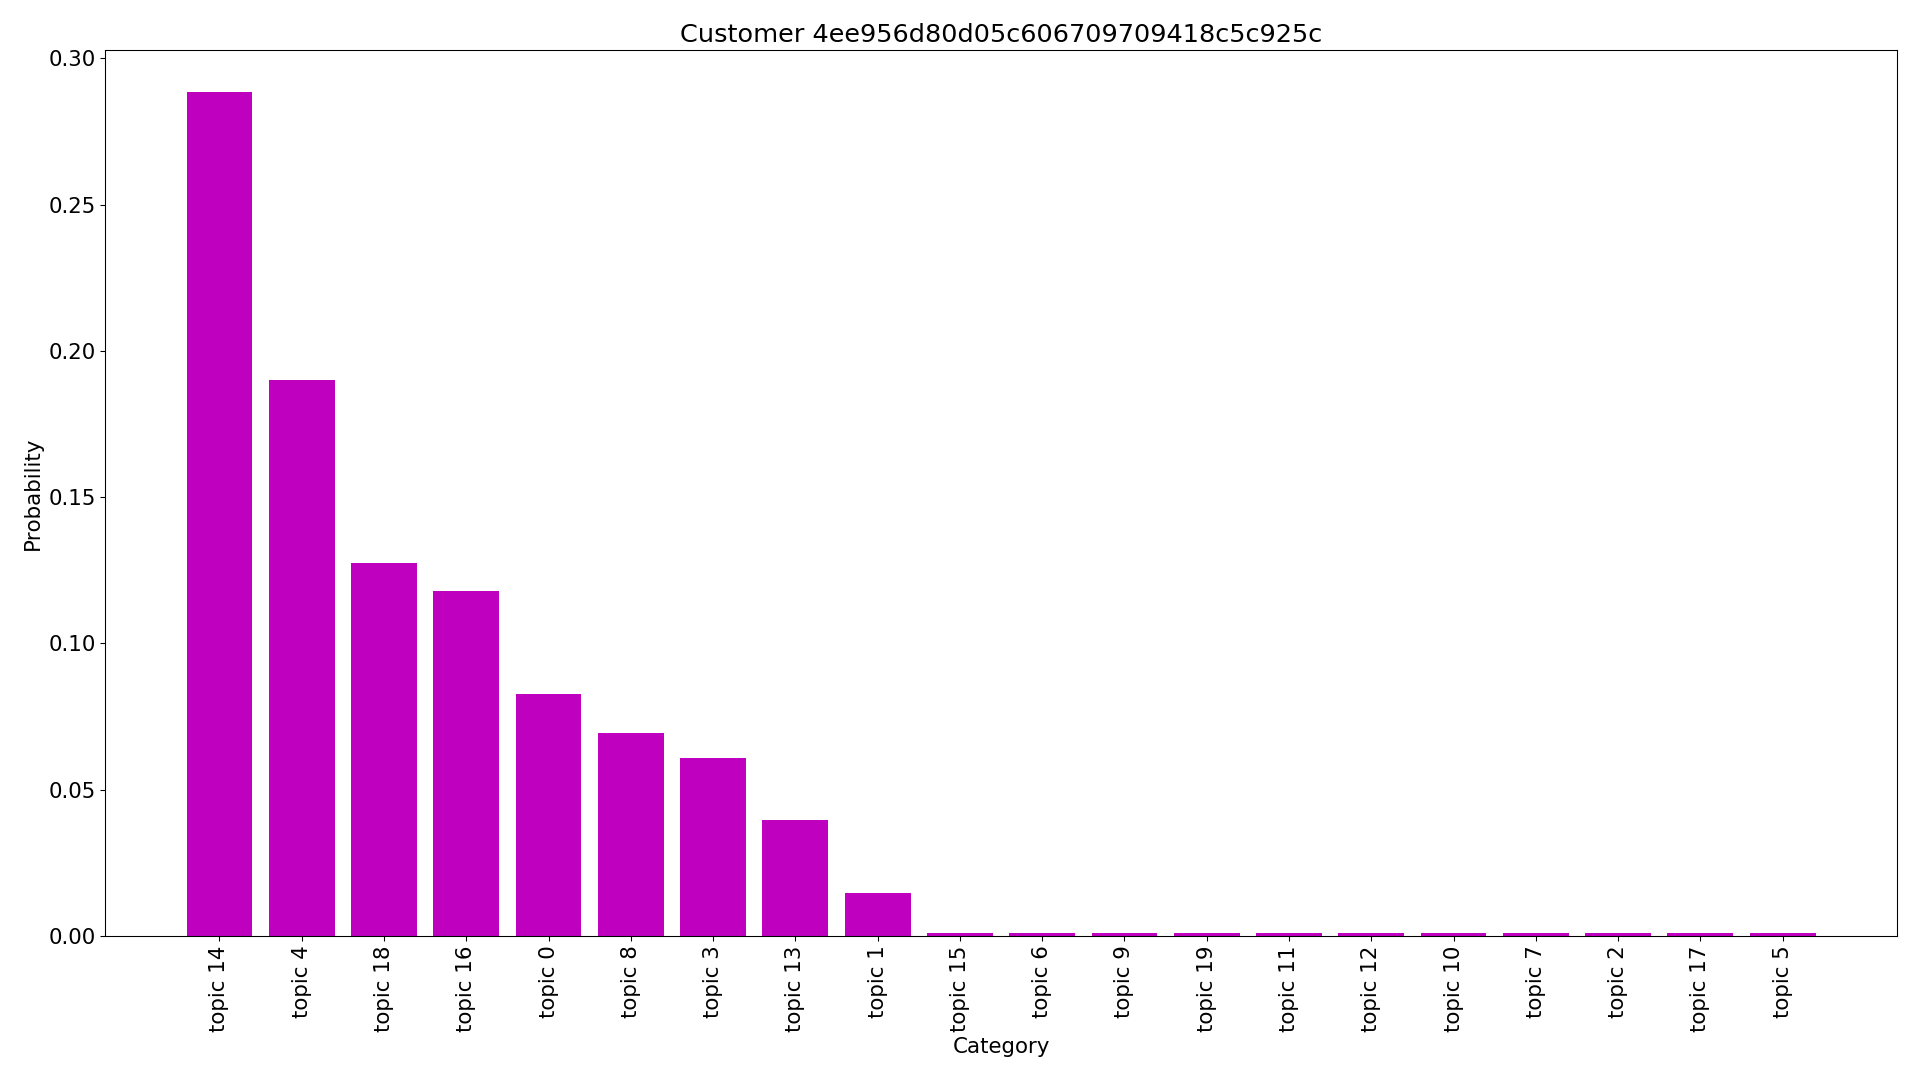 Customer 4ee956d80d05c606709709418c5c925c
Probability
0.30
0.25
0.20
0.15
0.10
0.05
0.00
topic 14
topic 4
topic 18
topic 16
topic 0
topic 8
topic 3
topic 13
topic 1
topic 15
topic 6
topic 9
topic 19
topic 11
topic 12
topic 10
topic 7
topic 2
topic 17
topic 5
Category